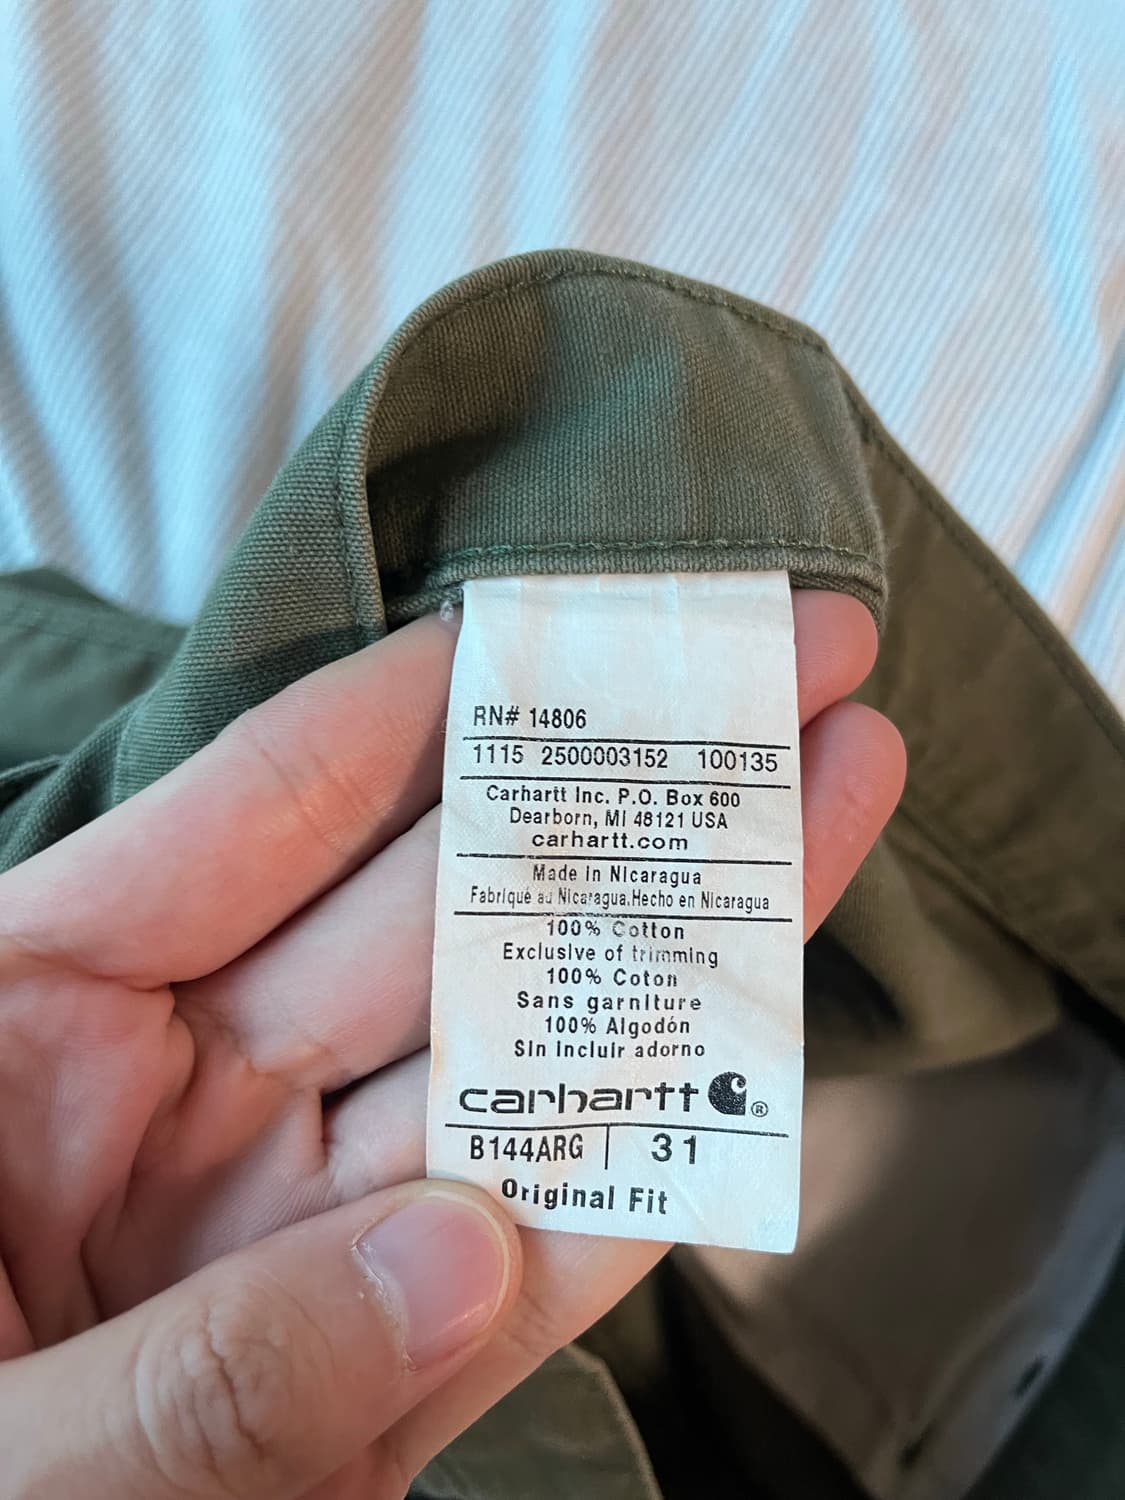 RN# 14806
1115 2500003152 100135
Carhartt Inc. P.O. Box 600
Dearborn, MI 48121 USA
carhartt.com
Made in Nicaragua
Fabriqué au Nicaragua.Hecho en Nicaragua
100% Cotton
Exclusive of trimming
100% Coton
Sans garniture
100% Algodón
Sin incluir adorno
carhartt ®
B144ARG | 31
Original Fit